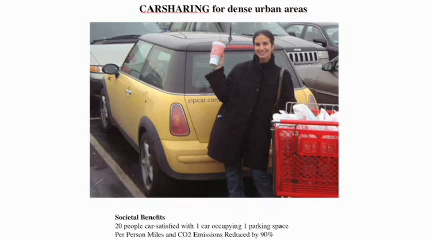 CARSHARING for dense urban areas
zipcar.com
Societal Benefits
20 people car-satisfied with 1 car occupying 1 parking space
Per Person Miles and CO2 Emissions Reduced by 90%